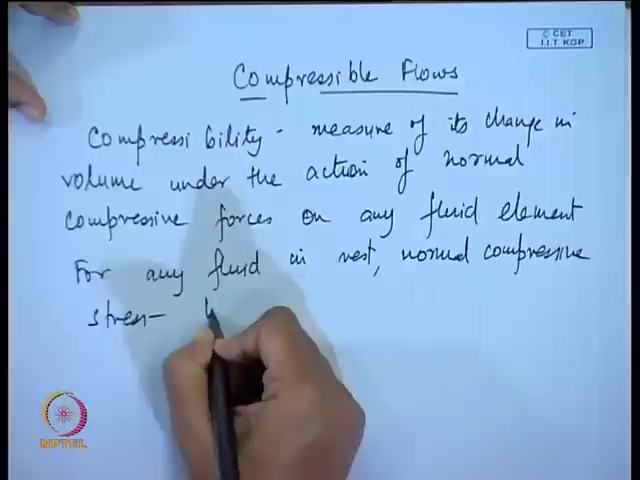 © CET
I.I.T. KGP
Compressible Flows
Compressibility - measure of its change in
volume under the action of normal
compressive forces on any fluid element
For any fluid in rest, normal compressive
stress-
NPTEL